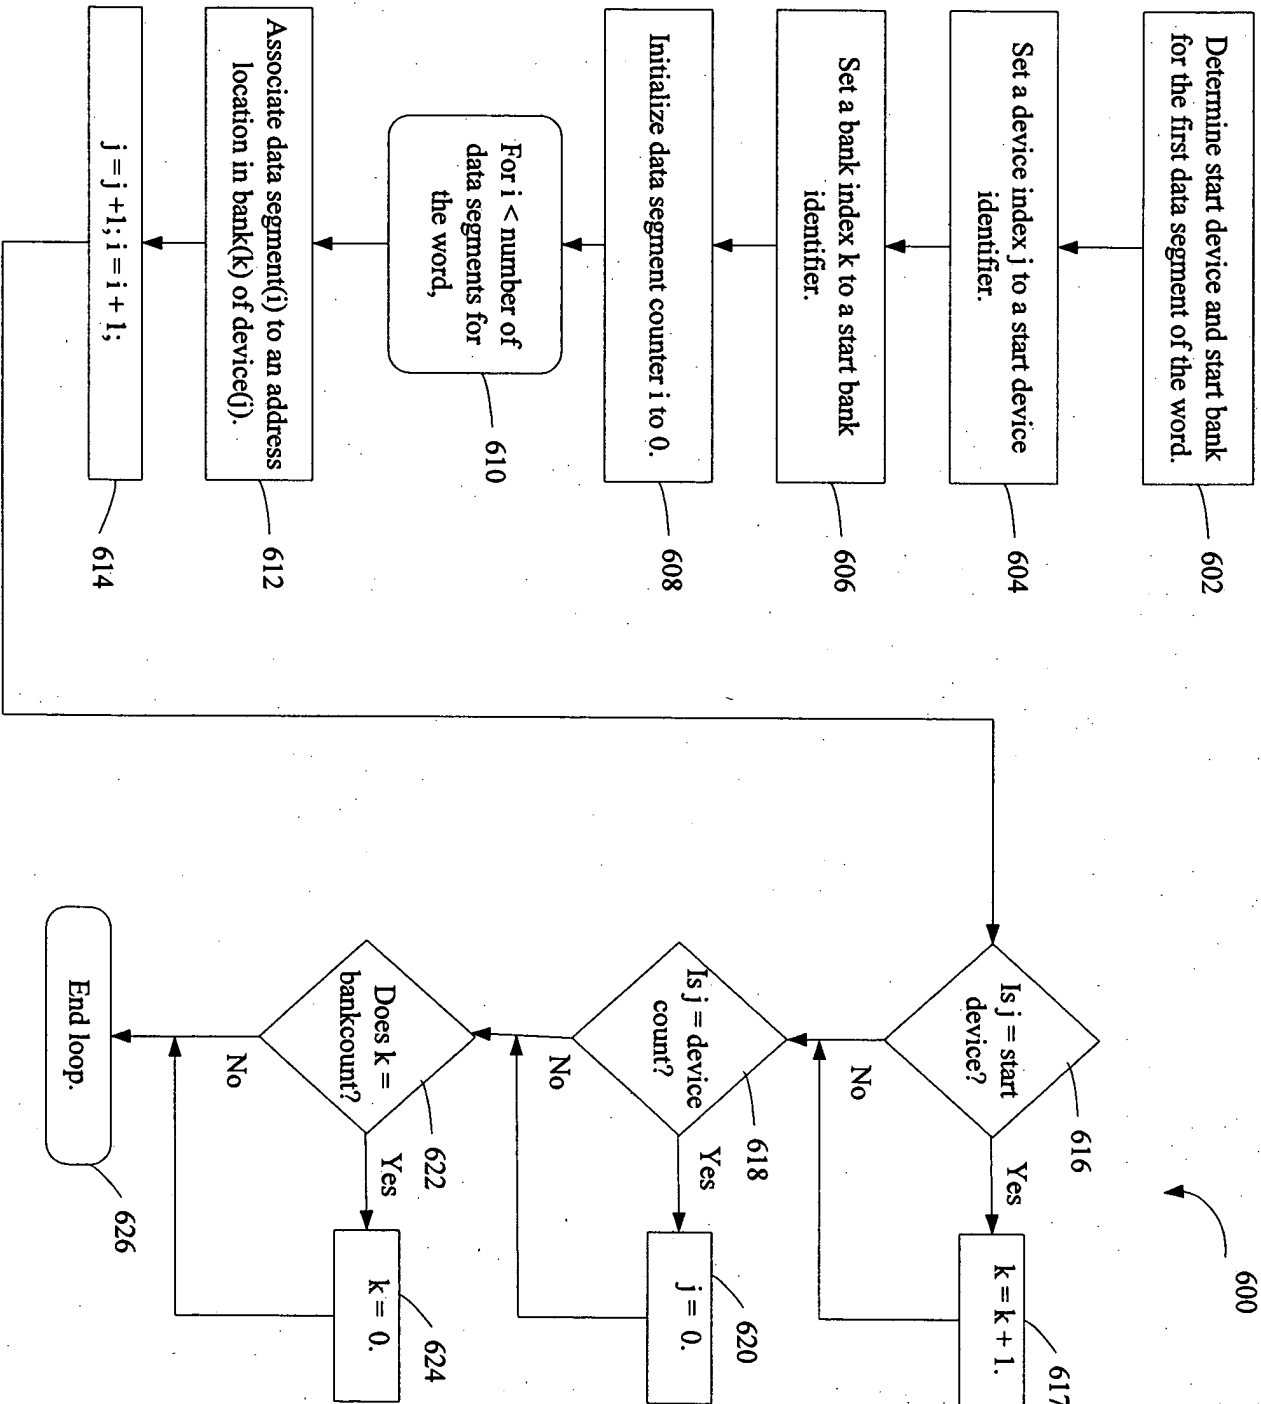 Determine start device and start bank
for the first data segment of the word.
602
Set a device index j to a start device
identifier.
604
Set a bank index k to a start bank
identifier.
606
Initialize data segment counter i to 0.
608
For i < number of
data segments for
the word,
610
Associate data segment(i) to an address
location in bank(k) of device(j).
612
j = j +1; i = i + 1;
614
600
Is j = start
device?
616
Yes
No
k = k + 1.
617
Is j = device
count?
618
Yes
No
j = 0.
620
Does k =
bankcount?
622
Yes
No
k = 0.
624
End loop.
626